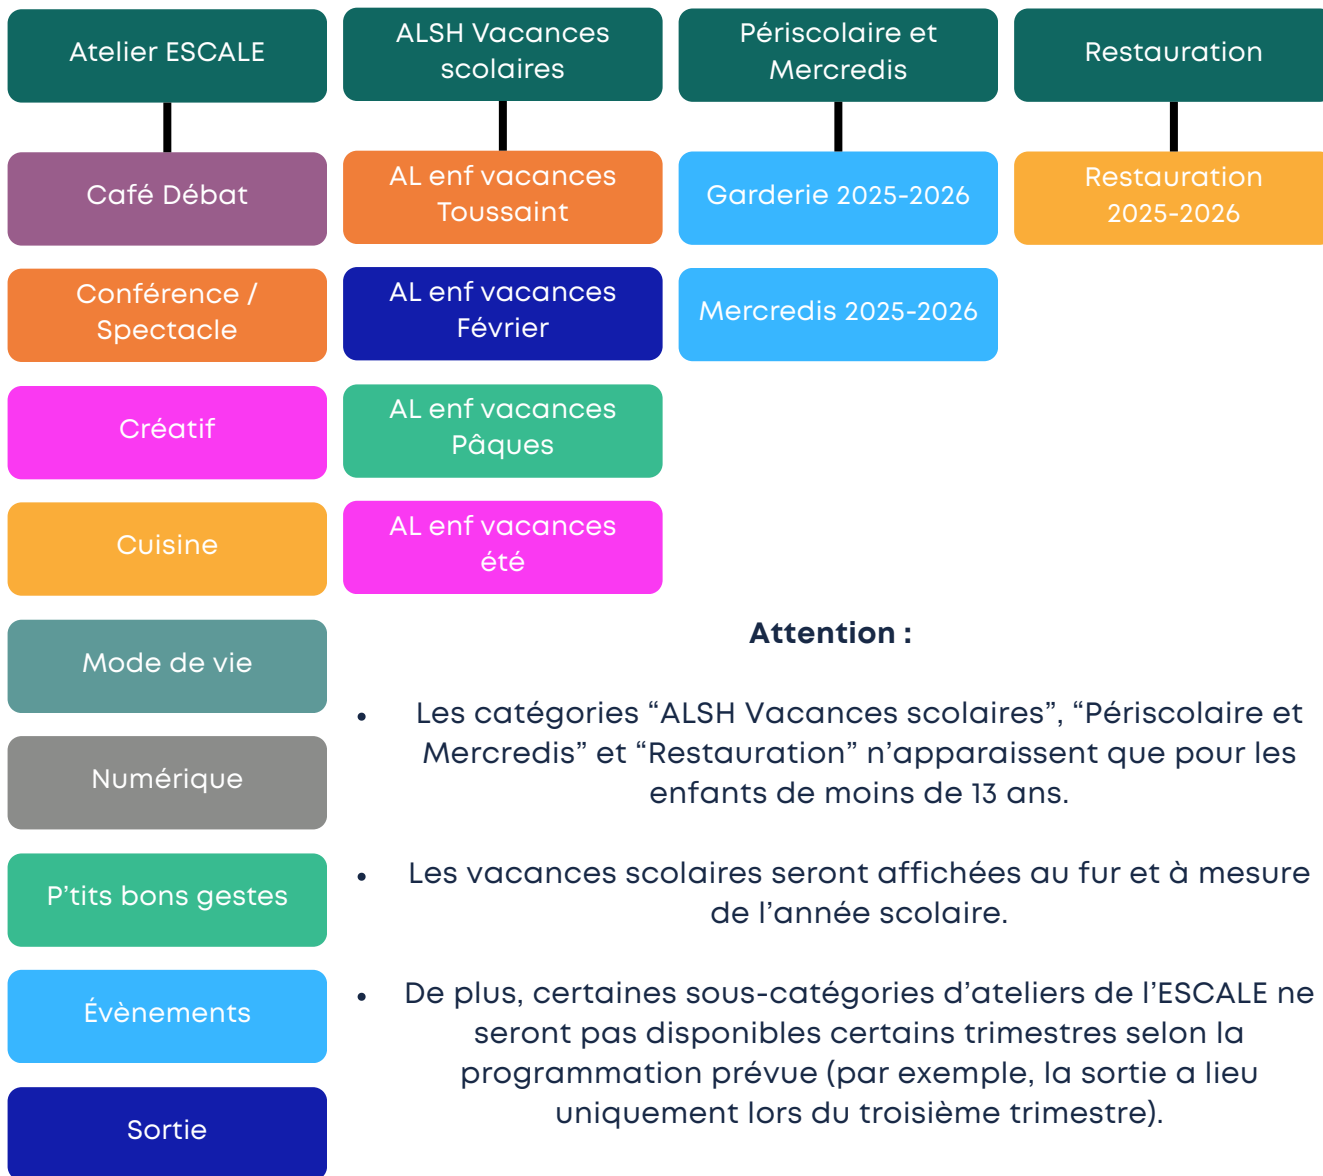 Atelier ESCALE
ALSH Vacances
scolaires
Périscolaire et
Mercredis
Restauration
Café Débat
AL enf vacances
Toussaint
Garderie 2025-2026
Restauration
2025-2026
Conférence /
Spectacle
AL enf vacances
Février
Mercredis 2025-2026
Créatif
AL enf vacances
Pâques
Cuisine
AL enf vacances
été
Mode de vie
Numérique
P'tits bons gestes
Évènements
Sortie
Attention :
• Les catégories “ALSH Vacances scolaires”, “Périscolaire et
Mercredis” et “Restauration” n’apparaissent que pour les
enfants de moins de 13 ans.
• Les vacances scolaires seront affichées au fur et à mesure
de l’année scolaire.
• De plus, certaines sous-catégories d’ateliers de l’ESCALE ne
seront pas disponibles certains trimestres selon la
programmation prévue (par exemple, la sortie a lieu
uniquement lors du troisième trimestre).